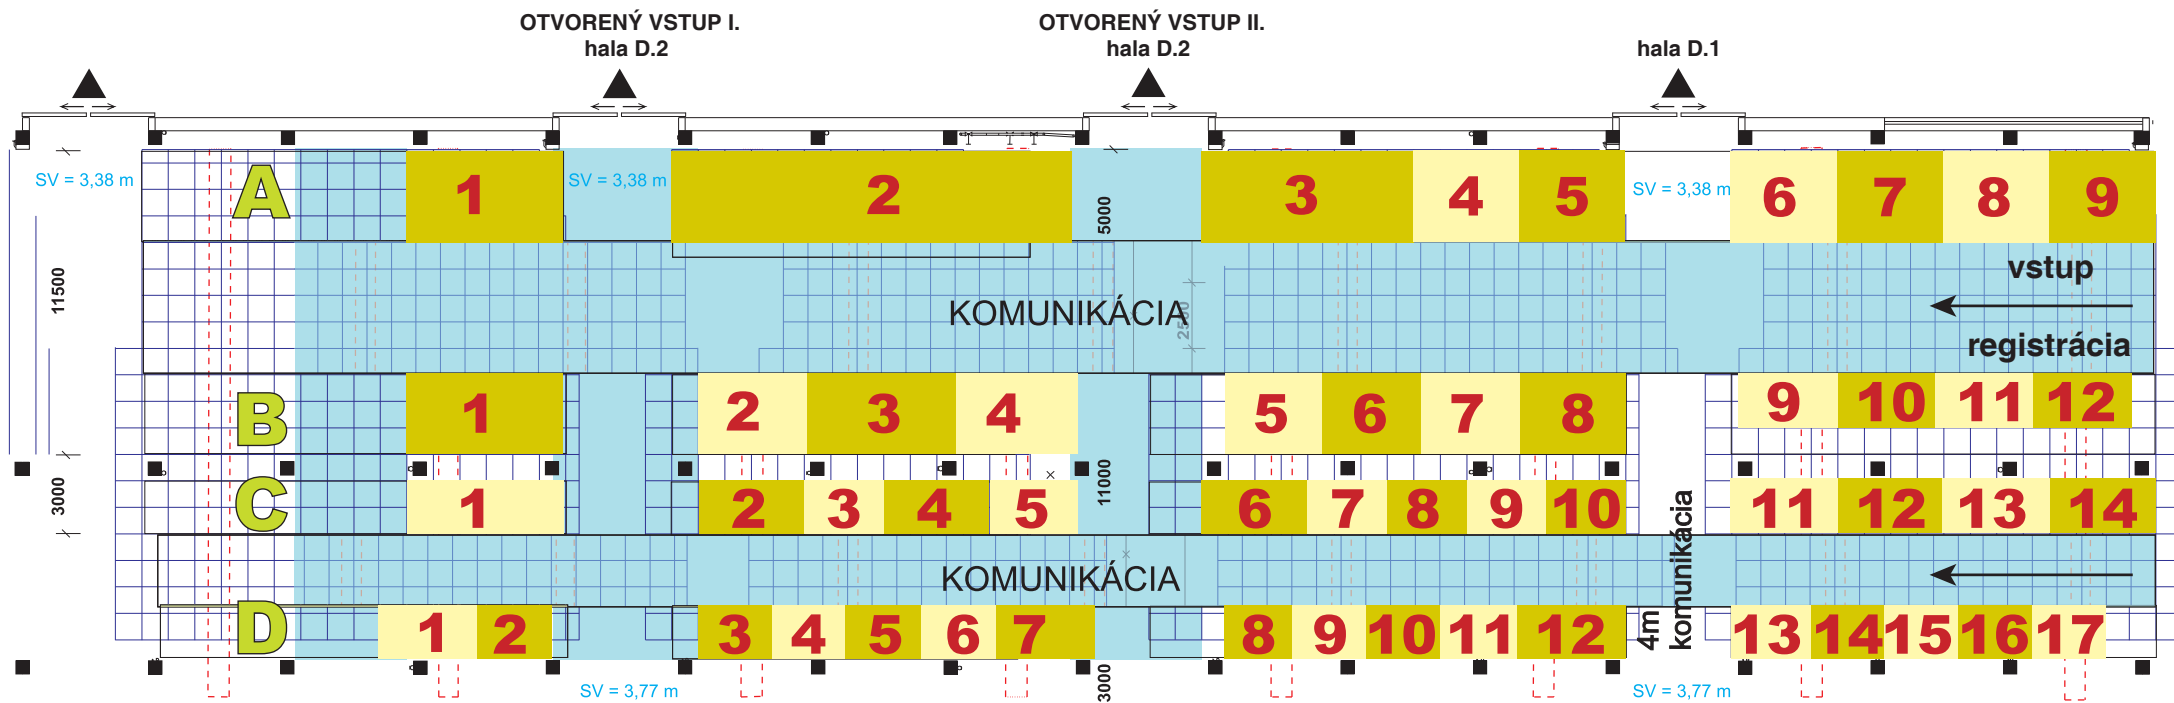 OTVORENÝ VSTUP I.
hala D.2
OTVORENÝ VSTUP II.
hala D.2
hala D.1
SV = 3,38 m
SV = 3,38 m
SV = 3,38 m
A 1 2 3 4 5 6 7 8 9
5000
11500
vstup
KOMUNIKÁCIA
2500
registrácia
B 1 2 3 4 5 6 7 8 9 10 11 12
3000
11000
C 1 2 3 4 5 6 7 8 9 10 11 12 13 14
KOMUNIKÁCIA
4m
komunikácia
D 1 2 3 4 5 6 7 8 9 10 11 12 13 14 15 16 17
3000
SV = 3,77 m
SV = 3,77 m